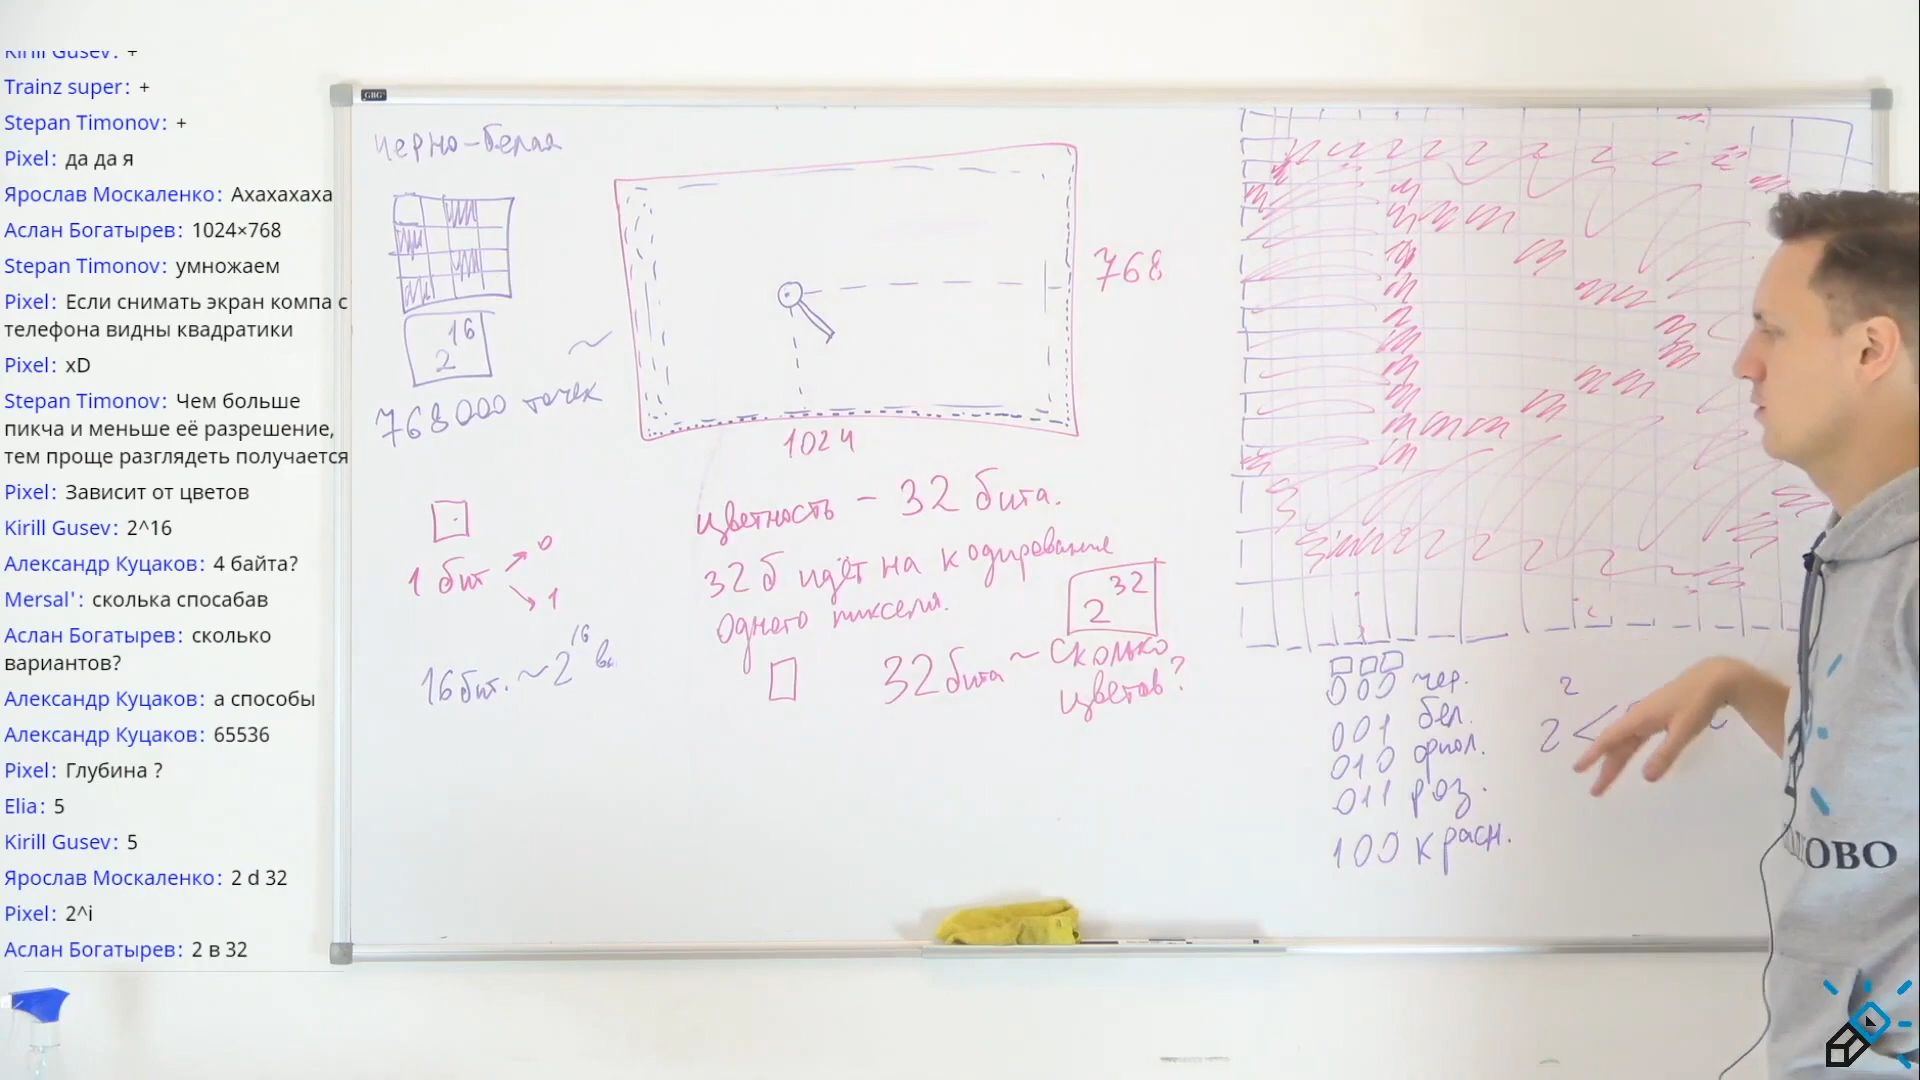 Kirill Gusev: +
Trainz super: +
Stepan Timonov: +
Pixel: да да я
Ярослав Москаленко: Ахахахаха
Аслан Богатырев: 1024×768
Stepan Timonov: умножаем
Pixel: Если снимать экран компа с
телефона видны квадратики
Pixel: xD
Stepan Timonov: Чем больше
пикча и меньше её разрешение,
тем проще разглядеть получается
Pixel: Зависит от цветов
Kirill Gusev: 2^16
Александр Куцаков: 4 байта?
Mersal': сколька спосабав
Аслан Богатырев: сколько
вариантов?
Александр Куцаков: а способы
Александр Куцаков: 65536
Pixel: Глубина ?
Elia: 5
Kirill Gusev: 5
Ярослав Москаленко: 2 d 32
Pixel: 2^i
Аслан Богатырев: 2 в 32
GBG
черно-белая
2^16
768000 точек
1 бит
0
1
16 бит. ~ 2^16 в
768
1024
цветность - 32 бита.
32 б идёт на кодирование
одного пикселя.
2^32
32 бита ~ сколько
цветов?
000 чер.
001 бел.
010 фиол.
011 роз.
100 красн.
2
2 <
ОВО